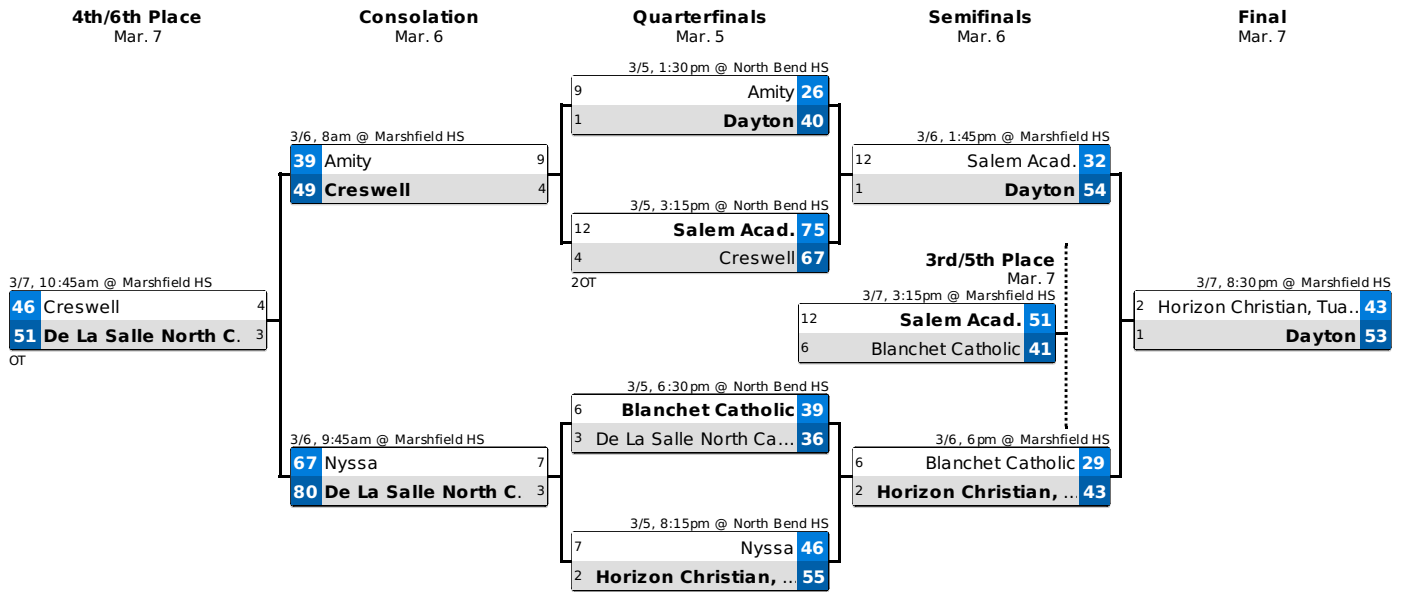 4th/6th Place
Mar. 7
Consolation
Mar. 6
Quarterfinals
Mar. 5
Semifinals
Mar. 6
Final
Mar. 7
3/7, 10:45am @ Marshfield HS
46 Creswell 4
51 De La Salle North C. 3
OT
3/6, 8am @ Marshfield HS
39 Amity 9
49 Creswell 4
3/6, 9:45am @ Marshfield HS
67 Nyssa 7
80 De La Salle North C. 3
3/5, 1:30pm @ North Bend HS
9 Amity 26
1 Dayton 40
3/5, 3:15pm @ North Bend HS
12 Salem Acad. 75
4 Creswell 67
2OT
3/5, 6:30pm @ North Bend HS
6 Blanchet Catholic 39
3 De La Salle North Ca... 36
3/5, 8:15pm @ North Bend HS
7 Nyssa 46
2 Horizon Christian, ... 55
3/6, 1:45pm @ Marshfield HS
12 Salem Acad. 32
1 Dayton 54
3rd/5th Place
Mar. 7
3/7, 3:15pm @ Marshfield HS
12 Salem Acad. 51
6 Blanchet Catholic 41
3/6, 6pm @ Marshfield HS
6 Blanchet Catholic 29
2 Horizon Christian, ... 43
3/7, 8:30pm @ Marshfield HS
2 Horizon Christian, Tua.. 43
1 Dayton 53